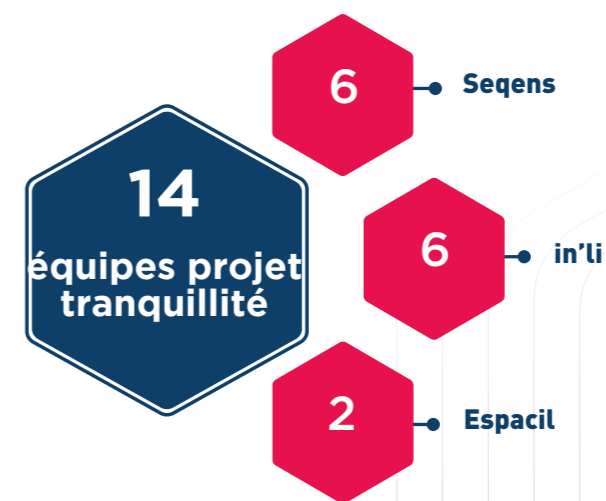 14
équipes projet
tranquillité
6
Seqens
6
in'li
2
Espacil